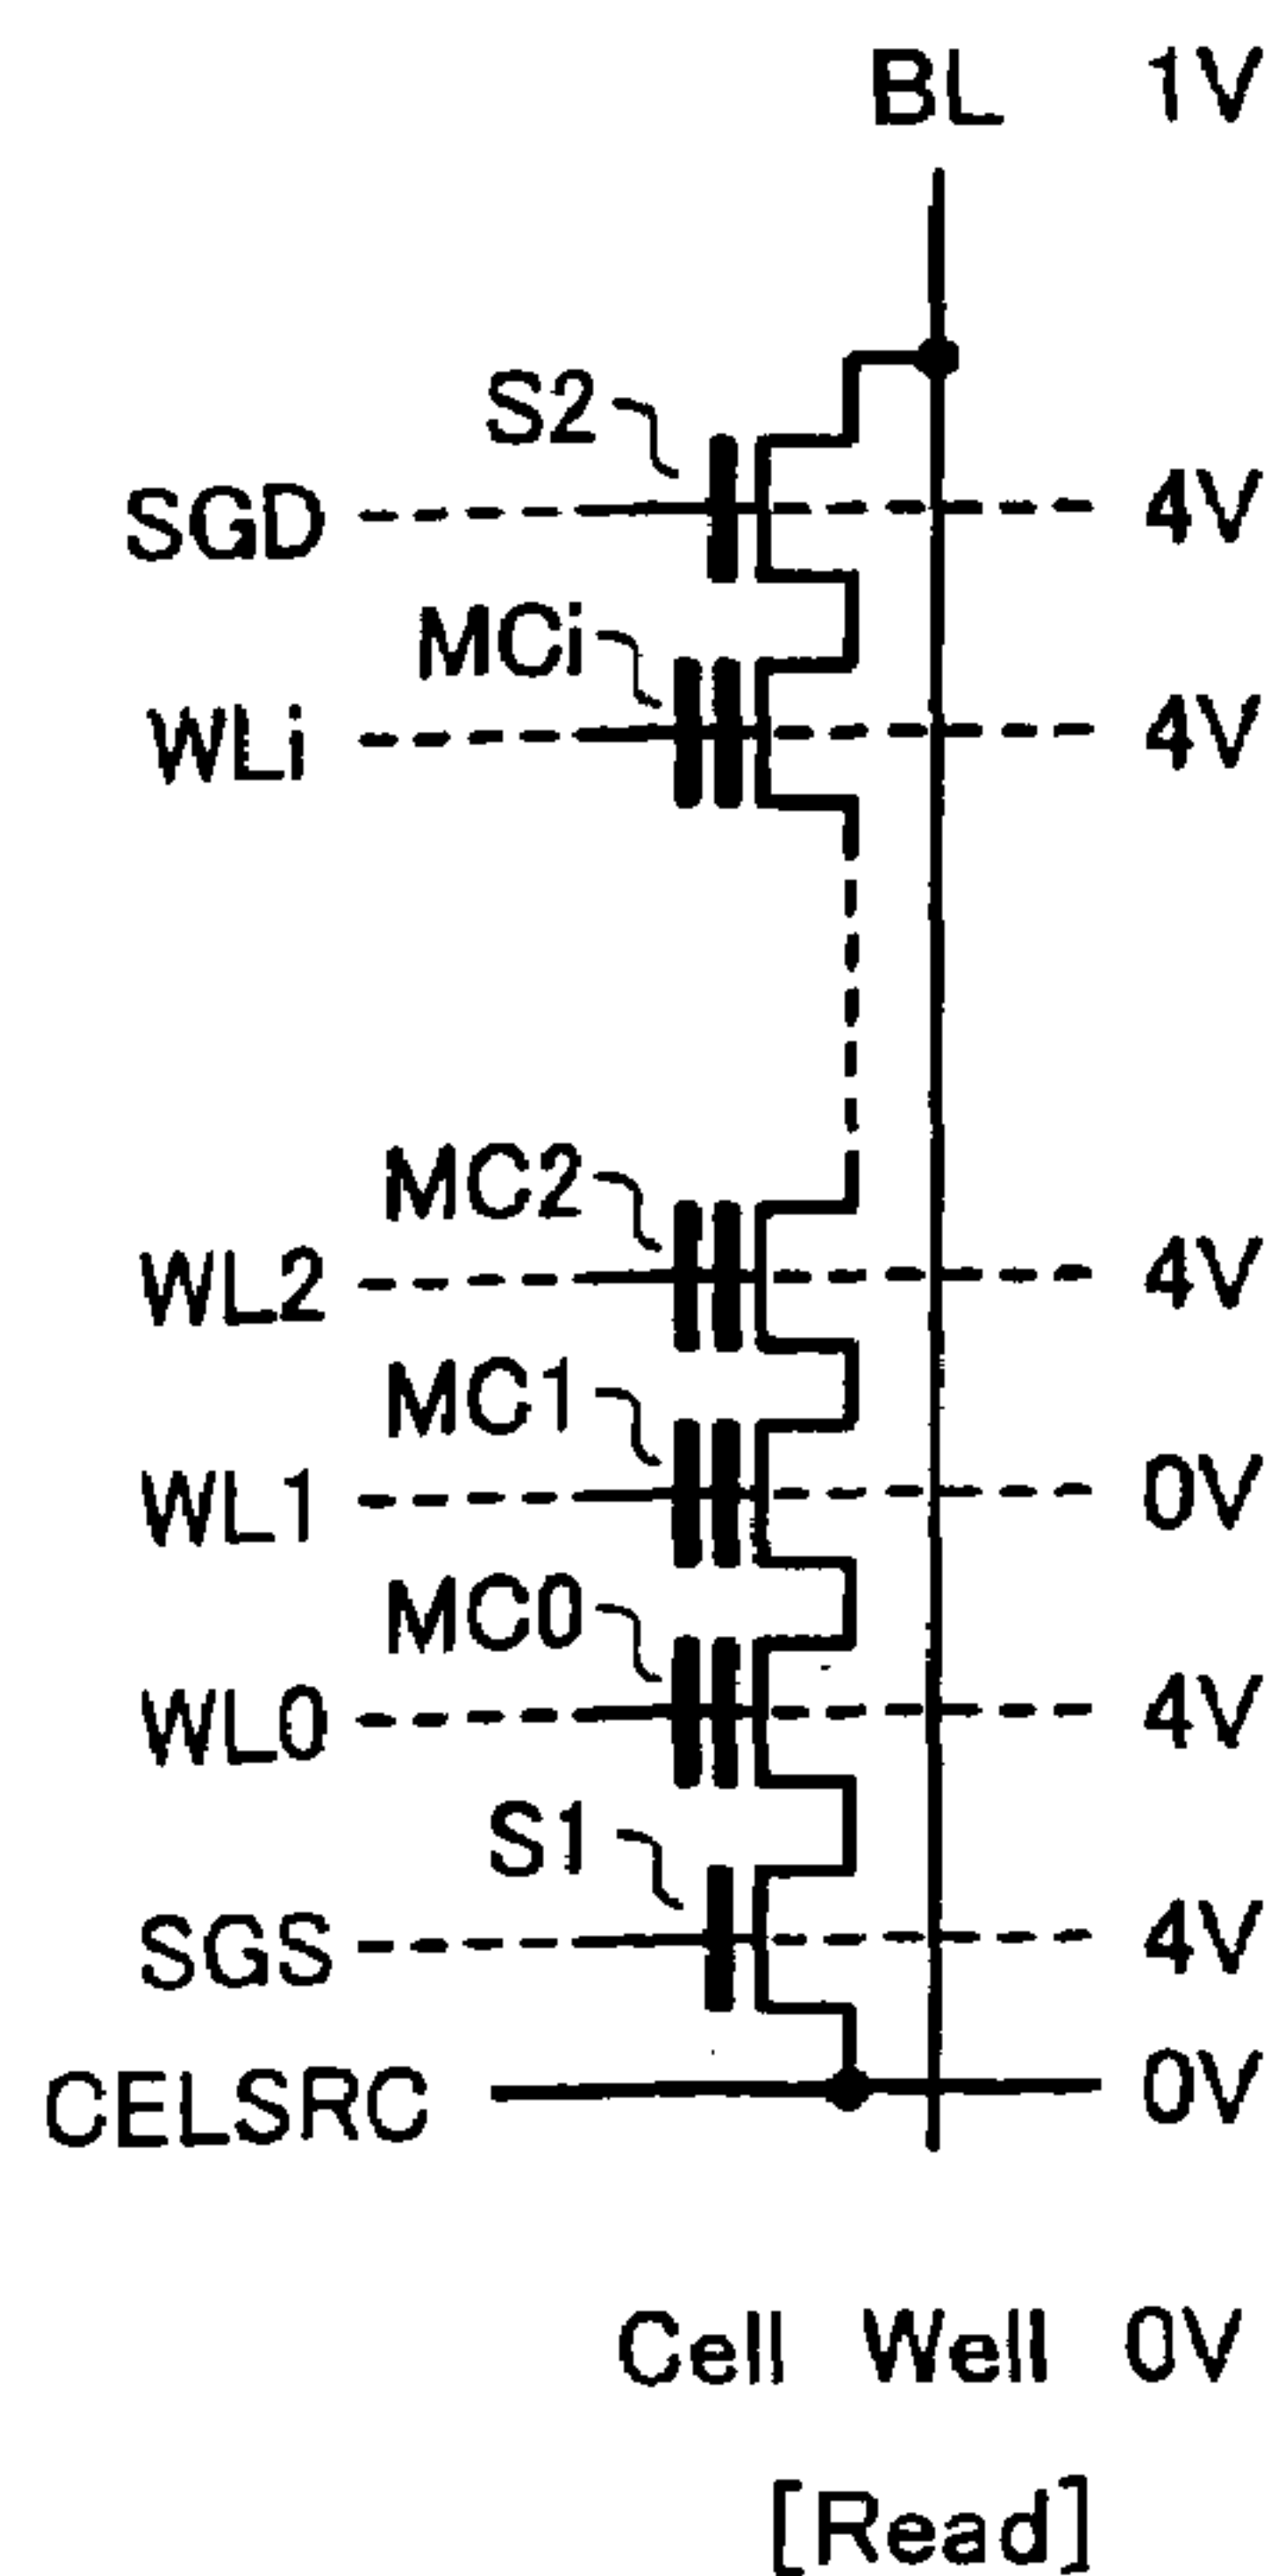 BL 1V
S2
SGD 4V
MCi
WLi 4V
MC2
WL2 4V
MC1
WL1 0V
MC0
WL0 4V
S1
SGS 4V
CELSRC 0V
Cell Well 0V
[Read]